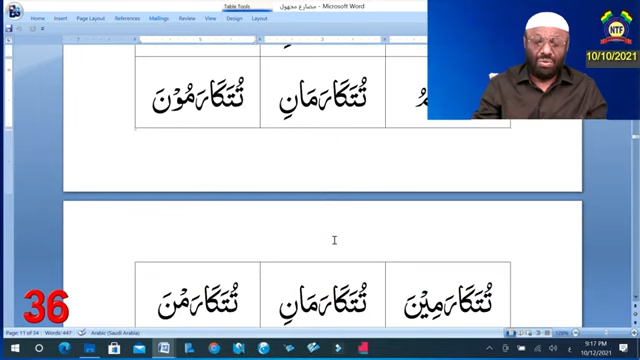 مضارع مجهول - Microsoft Word
Table Tools
Home Insert Page Layout References Mailings Review View Developer Design Layout
NTF
10/10/2021
تُتَكَارَمَانِ تُتَكَارَمُوْنَ
تُتَكَارَمِيْنَ تُتَكَارَمَانِ تُتَكَارَمْنَ
36
Page: 11 of 34 Words: 447 Arabic (Saudi Arabia) 120%
9:17 PM
10/12/2021